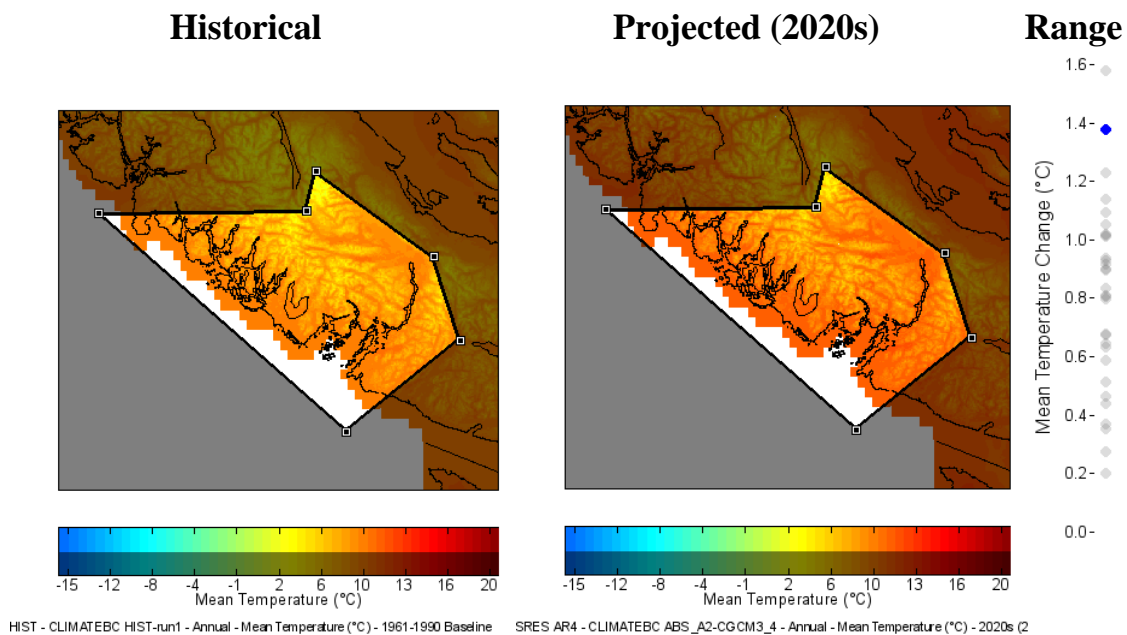 Historical
Projected (2020s)
Range
1.6-
1.4-
1.2-
1.0-
0.8-
0.6-
0.4-
0.2-
0.0-
Mean Temperature Change (°C)
-15 -12 -8 -4 -1 2 6 10 13 16 20
Mean Temperature (°C)
-15 -12 -8 -4 -1 2 6 10 13 16 20
Mean Temperature (°C)
HIST - CLIMATEBC HIST-run1 - Annual - Mean Temperature (°C) - 1961-1990 Baseline
SRES AR4 - CLIMATEBC ABS_A2-CGCM3_4 - Annual - Mean Temperature (°C) - 2020s (2